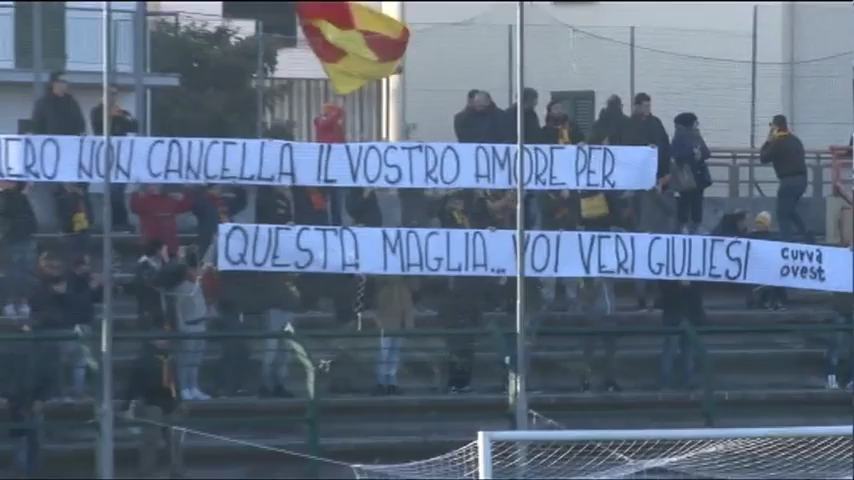 NERO NON CANCELLA IL VOSTRO AMORE PER
QUESTA MAGLIA... VOI VERI GIULIESI
curva
ovest